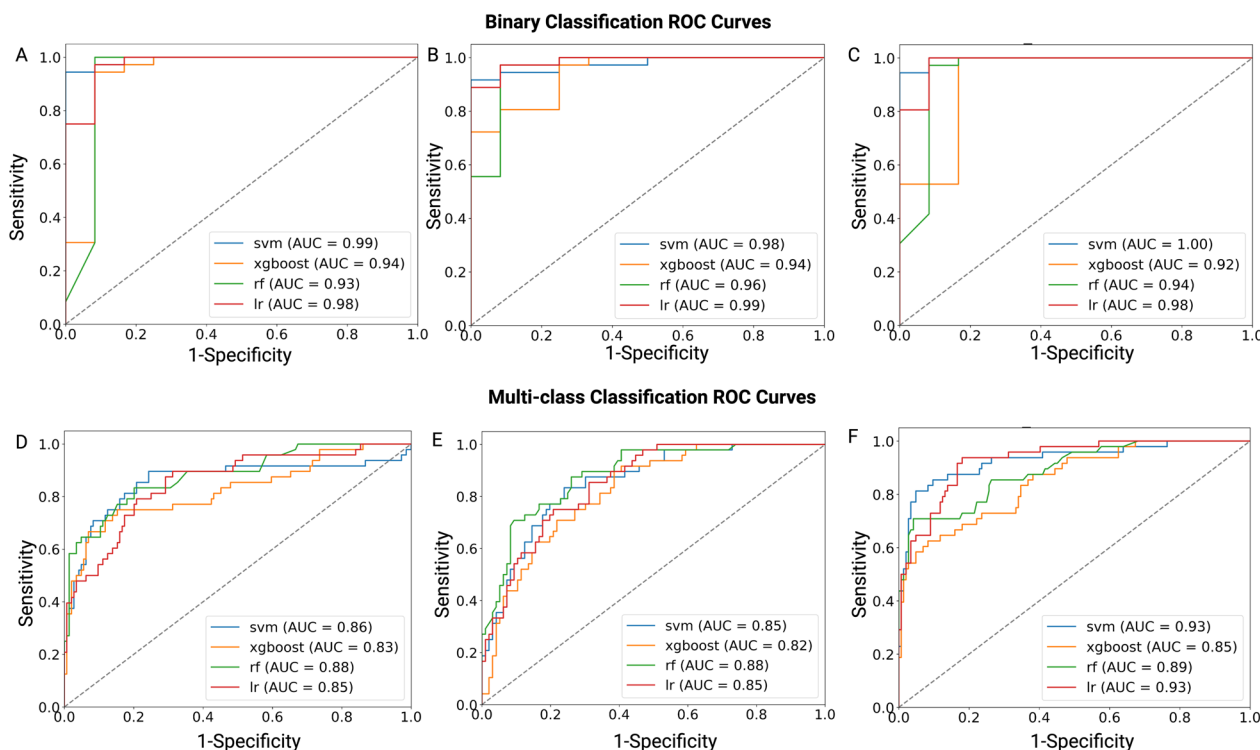 Binary Classification ROC Curves
A
1.0
0.8
0.6
0.4
0.2
0.0
Sensitivity
svm (AUC = 0.99)
xgboost (AUC = 0.94)
rf (AUC = 0.93)
lr (AUC = 0.98)
0.0 0.2 0.4 0.6 0.8 1.0
1-Specificity
B
1.0
0.8
0.6
0.4
0.2
0.0
Sensitivity
svm (AUC = 0.98)
xgboost (AUC = 0.94)
rf (AUC = 0.96)
lr (AUC = 0.99)
0.0 0.2 0.4 0.6 0.8 1.0
1-Specificity
C
1.0
0.8
0.6
0.4
0.2
0.0
Sensitivity
svm (AUC = 1.00)
xgboost (AUC = 0.92)
rf (AUC = 0.94)
lr (AUC = 0.98)
0.0 0.2 0.4 0.6 0.8 1.0
1-Specificity
Multi-class Classification ROC Curves
D
1.0
0.8
0.6
0.4
0.2
0.0
Sensitivity
svm (AUC = 0.86)
xgboost (AUC = 0.83)
rf (AUC = 0.88)
lr (AUC = 0.85)
0.0 0.2 0.4 0.6 0.8 1.0
1-Specificity
E
1.0
0.8
0.6
0.4
0.2
0.0
Sensitivity
svm (AUC = 0.85)
xgboost (AUC = 0.82)
rf (AUC = 0.88)
lr (AUC = 0.85)
0.0 0.2 0.4 0.6 0.8 1.0
1-Specificity
F
1.0
0.8
0.6
0.4
0.2
0.0
Sensitivity
svm (AUC = 0.93)
xgboost (AUC = 0.85)
rf (AUC = 0.89)
lr (AUC = 0.93)
0.0 0.2 0.4 0.6 0.8 1.0
1-Specificity